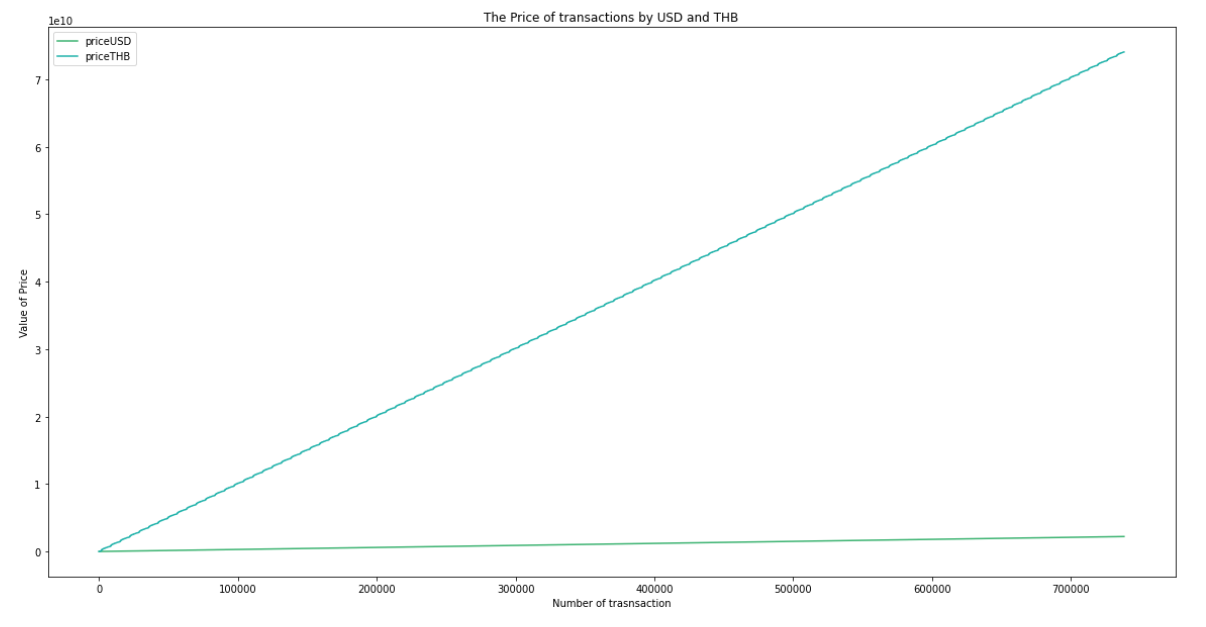 The Price of transactions by USD and THB
1e10
priceUSD
priceTHB
7
6
5
4
3
2
1
0
Value of Price
0 100000 200000 300000 400000 500000 600000 700000
Number of trasnsaction